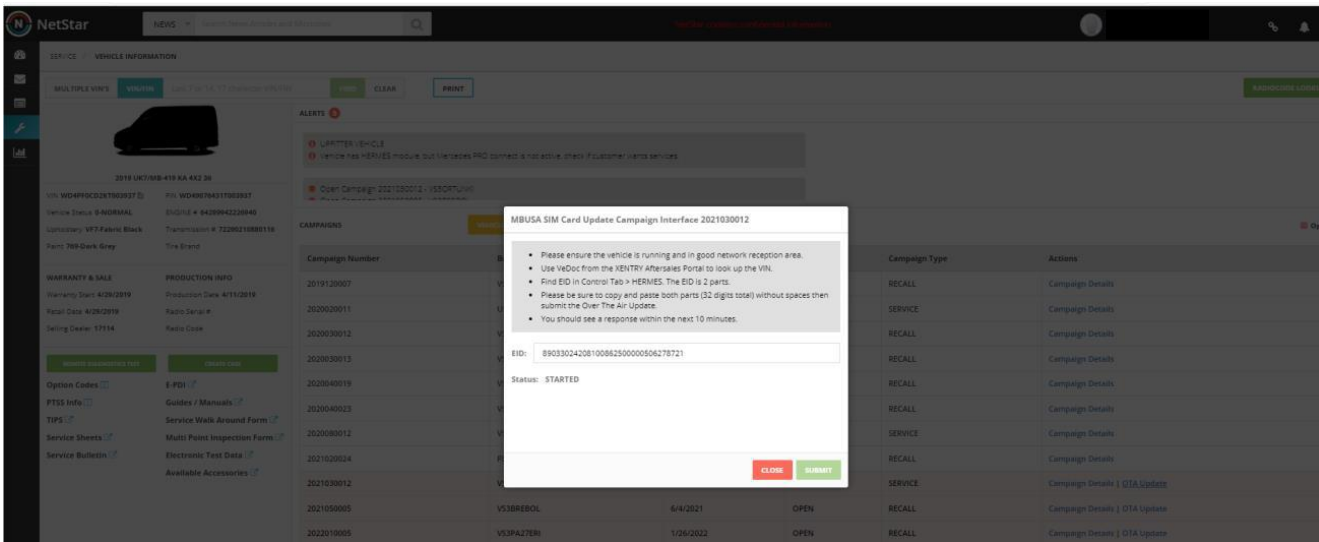 NetStar
NEWS
SERVICE / VEHICLE INFORMATION
MULTIPLE VIN'S
VIN/FIN
FIND
CLEAR
PRINT
ALERTS
UPFITTER VEHICLE
Vehicle has HERMES module, but Mercedes PRO connect is not active, check if customer wants services
Open Campaign 2021030012 -
2019 UK7/MB-419 KA 4X2 36
Vehicle Status 0-NORMAL
Upholstery VF7-Fabric Black
Paint 769-Dark Grey
Tire Brand
WARRANTY & SALE
PRODUCTION INFO
Warranty Start 4/29/2019
Production Date 4/11/2019
Retail Date 4/29/2019
Radio Serial #
Selling Dealer 17114
Radio Code
Option Codes
E-PDI
PTSS Info
Guides / Manuals
TIPS
Service Walk Around Form
Service Sheets
Multi Point Inspection Form
Service Bulletin
Electronic Test Data
Available Accessories
CAMPAIGNS
Campaign Number
Campaign Type
Actions
2019120007
RECALL
Campaign Details
2020020011
SERVICE
Campaign Details
2020030012
RECALL
Campaign Details
2020030013
RECALL
Campaign Details
2020040019
RECALL
Campaign Details
2020040023
RECALL
Campaign Details
2020080012
SERVICE
Campaign Details
2021020024
RECALL
Campaign Details
2021030012
SERVICE
Campaign Details | OTA Update
2021050005
VS3BREBOL
6/4/2021
OPEN
RECALL
Campaign Details | OTA Update
2022010005
VS3PA27ERI
1/26/2022
OPEN
RECALL
Campaign Details | OTA Update
MBUSA SIM Card Update Campaign Interface 2021030012
• Please ensure the vehicle is running and in good network reception area.
• Use VeDoc from the XENTRY Aftersales Portal to look up the VIN.
• Find EID in Control Tab > HERMES. The EID is 2 parts.
• Please be sure to copy and paste both parts (32 digits total) without spaces then
submit the Over The Air Update.
• You should see a response within the next 10 minutes.
EID: 89033024208100862500000506278721
Status: STARTED
CLOSE
SUBMIT